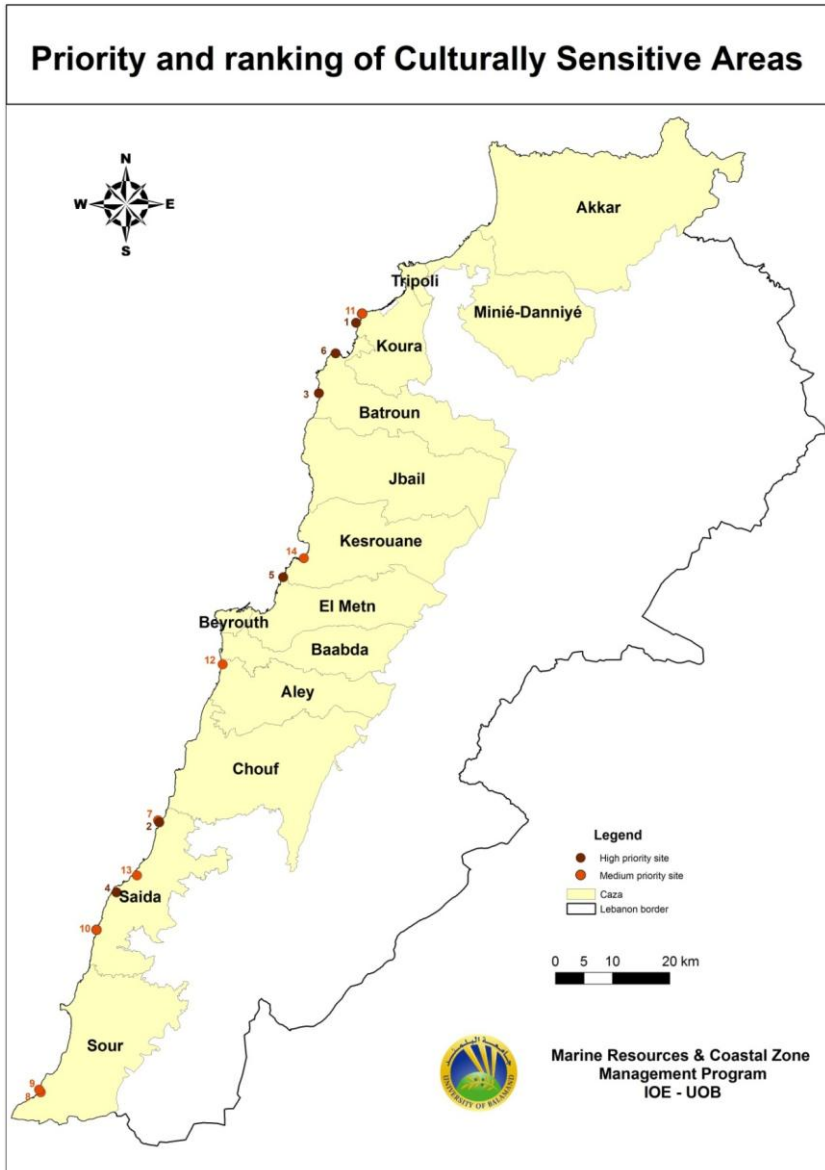 Priority and ranking of Culturally Sensitive Areas
N
W E
S
Akkar
Tripoli
Minié-Danniyé
11
1
Koura
6
3
Batroun
Jbail
Kesrouane
14
5
El Metn
Beyrouth
Baabda
12
Aley
Chouf
7
2
13
4
Saida
10
Sour
9
8
Legend
High priority site
Medium priority site
Caza
Lebanon border
0 5 10 20 km
UNIVERSITY OF BALAMAND
Marine Resources & Coastal Zone
Management Program
IOE - UOB